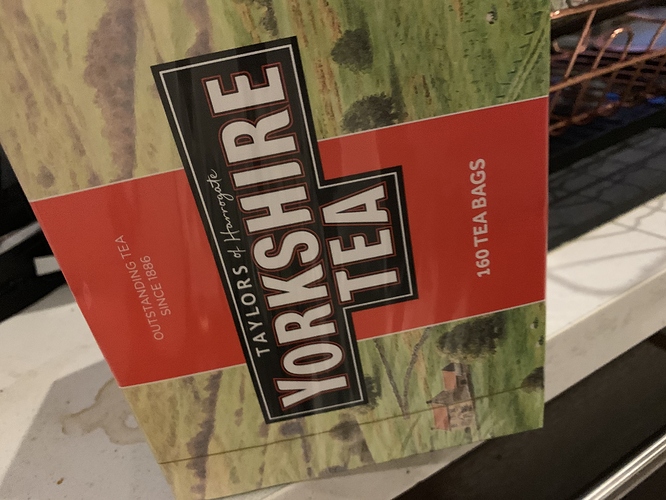 OUTSTANDING TEA
SINCE 1886
TAYLORS of Harrogate
YORKSHIRE
TEA
160 TEA BAGS